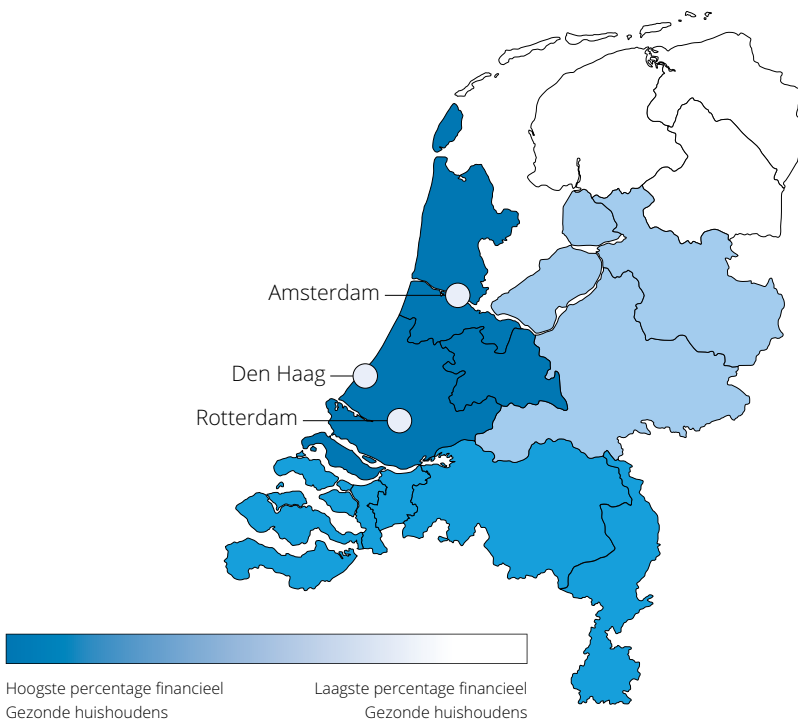 Amsterdam
Den Haag
Rotterdam
Hoogste percentage financieel
Gezonde huishoudens
Laagste percentage financieel
Gezonde huishoudens